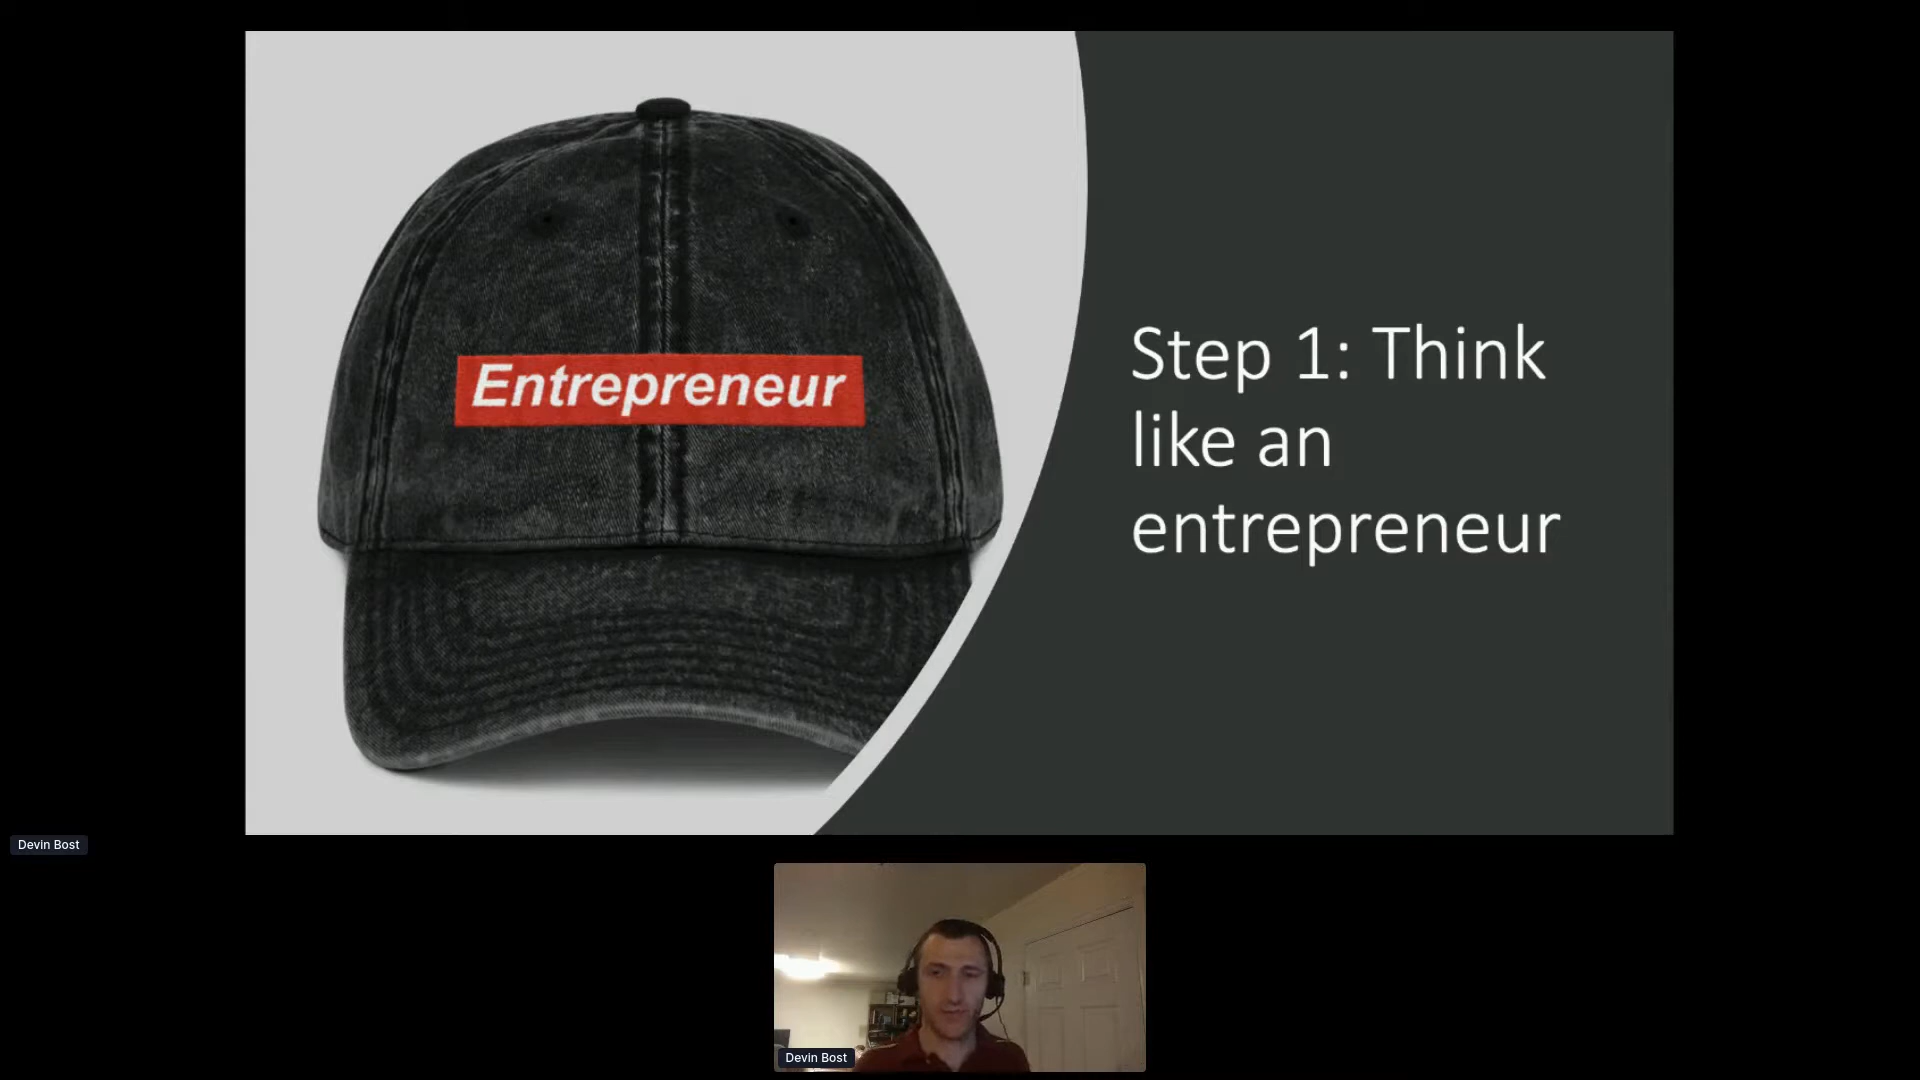 Entrepreneur
Step 1: Think
like an
entrepreneur
Devin Bost
Devin Bost